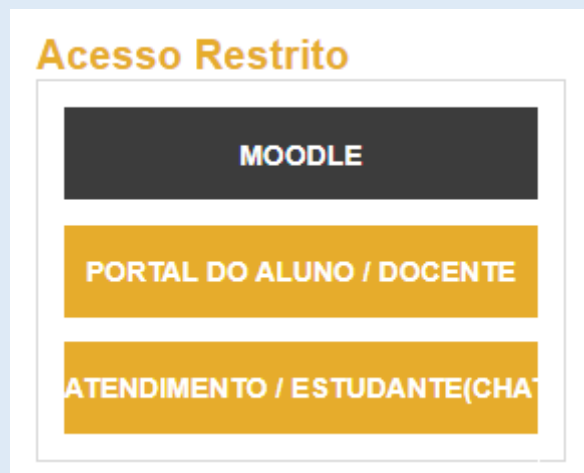 Acesso Restrito
MOODLE
PORTAL DO ALUNO / DOCENTE
ATENDIMENTO / ESTUDANTE(CHAT